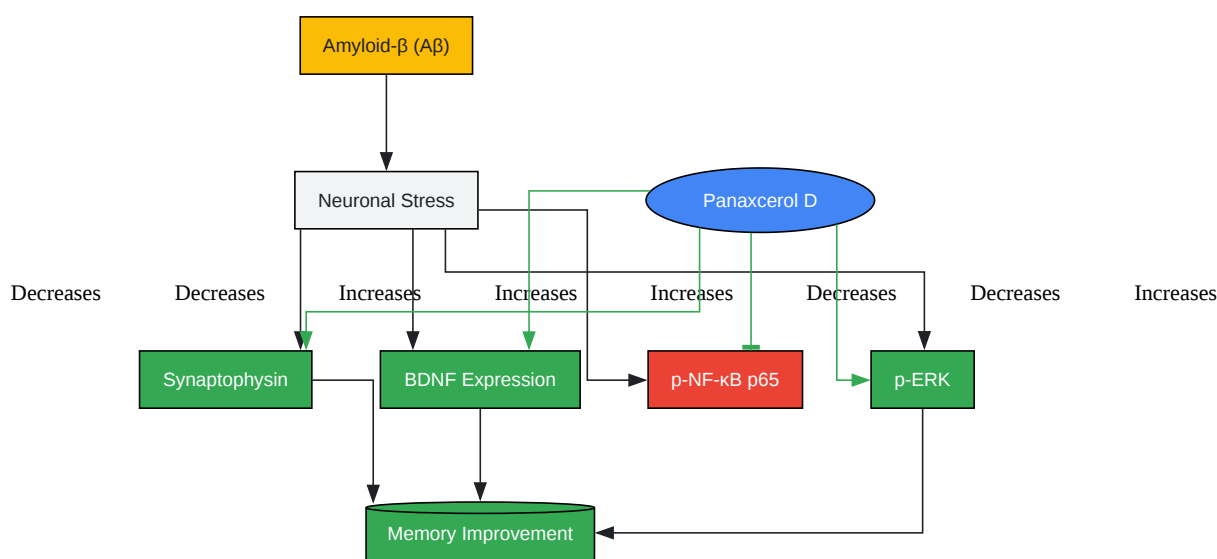 Amyloid-β (Aβ)
Neuronal Stress
Panaxcerol D
Decreases
Decreases
Increases
Increases
Increases
Decreases
Decreases
Increases
Synaptophysin
BDNF Expression
p-NF-κB p65
p-ERK
Memory Improvement